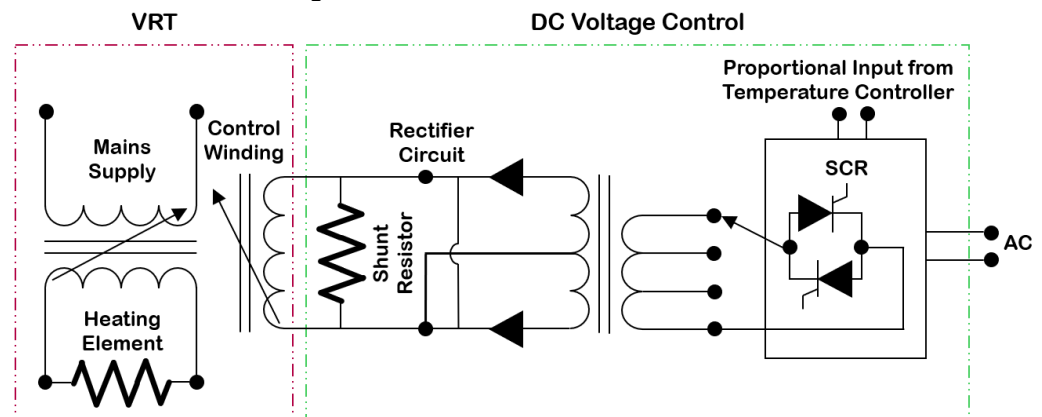 VRT
DC Voltage Control
Proportional Input from
Temperature Controller
Control
Winding
Rectifier
Circuit
Mains
Supply
SCR
Shunt
Resistor
AC
Heating
Element